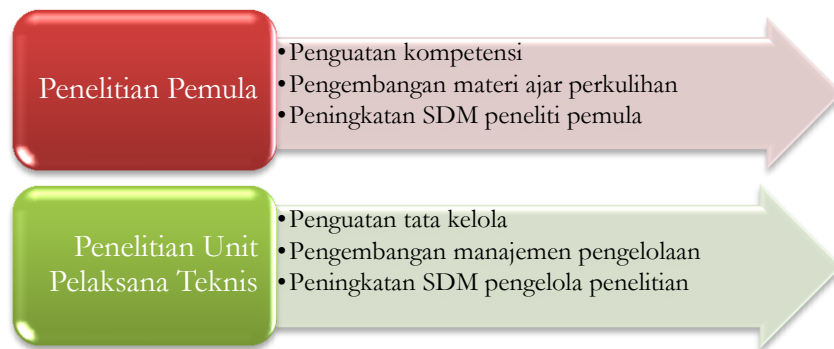 Penelitian Pemula
•Penguatan kompetensi
•Pengembangan materi ajar perkulihan
•Peningkatan SDM peneliti pemula
Penelitian Unit
Pelaksana Teknis
•Penguatan tata kelola
•Pengembangan manajemen pengelolaan
•Peningkatan SDM pengelola penelitian